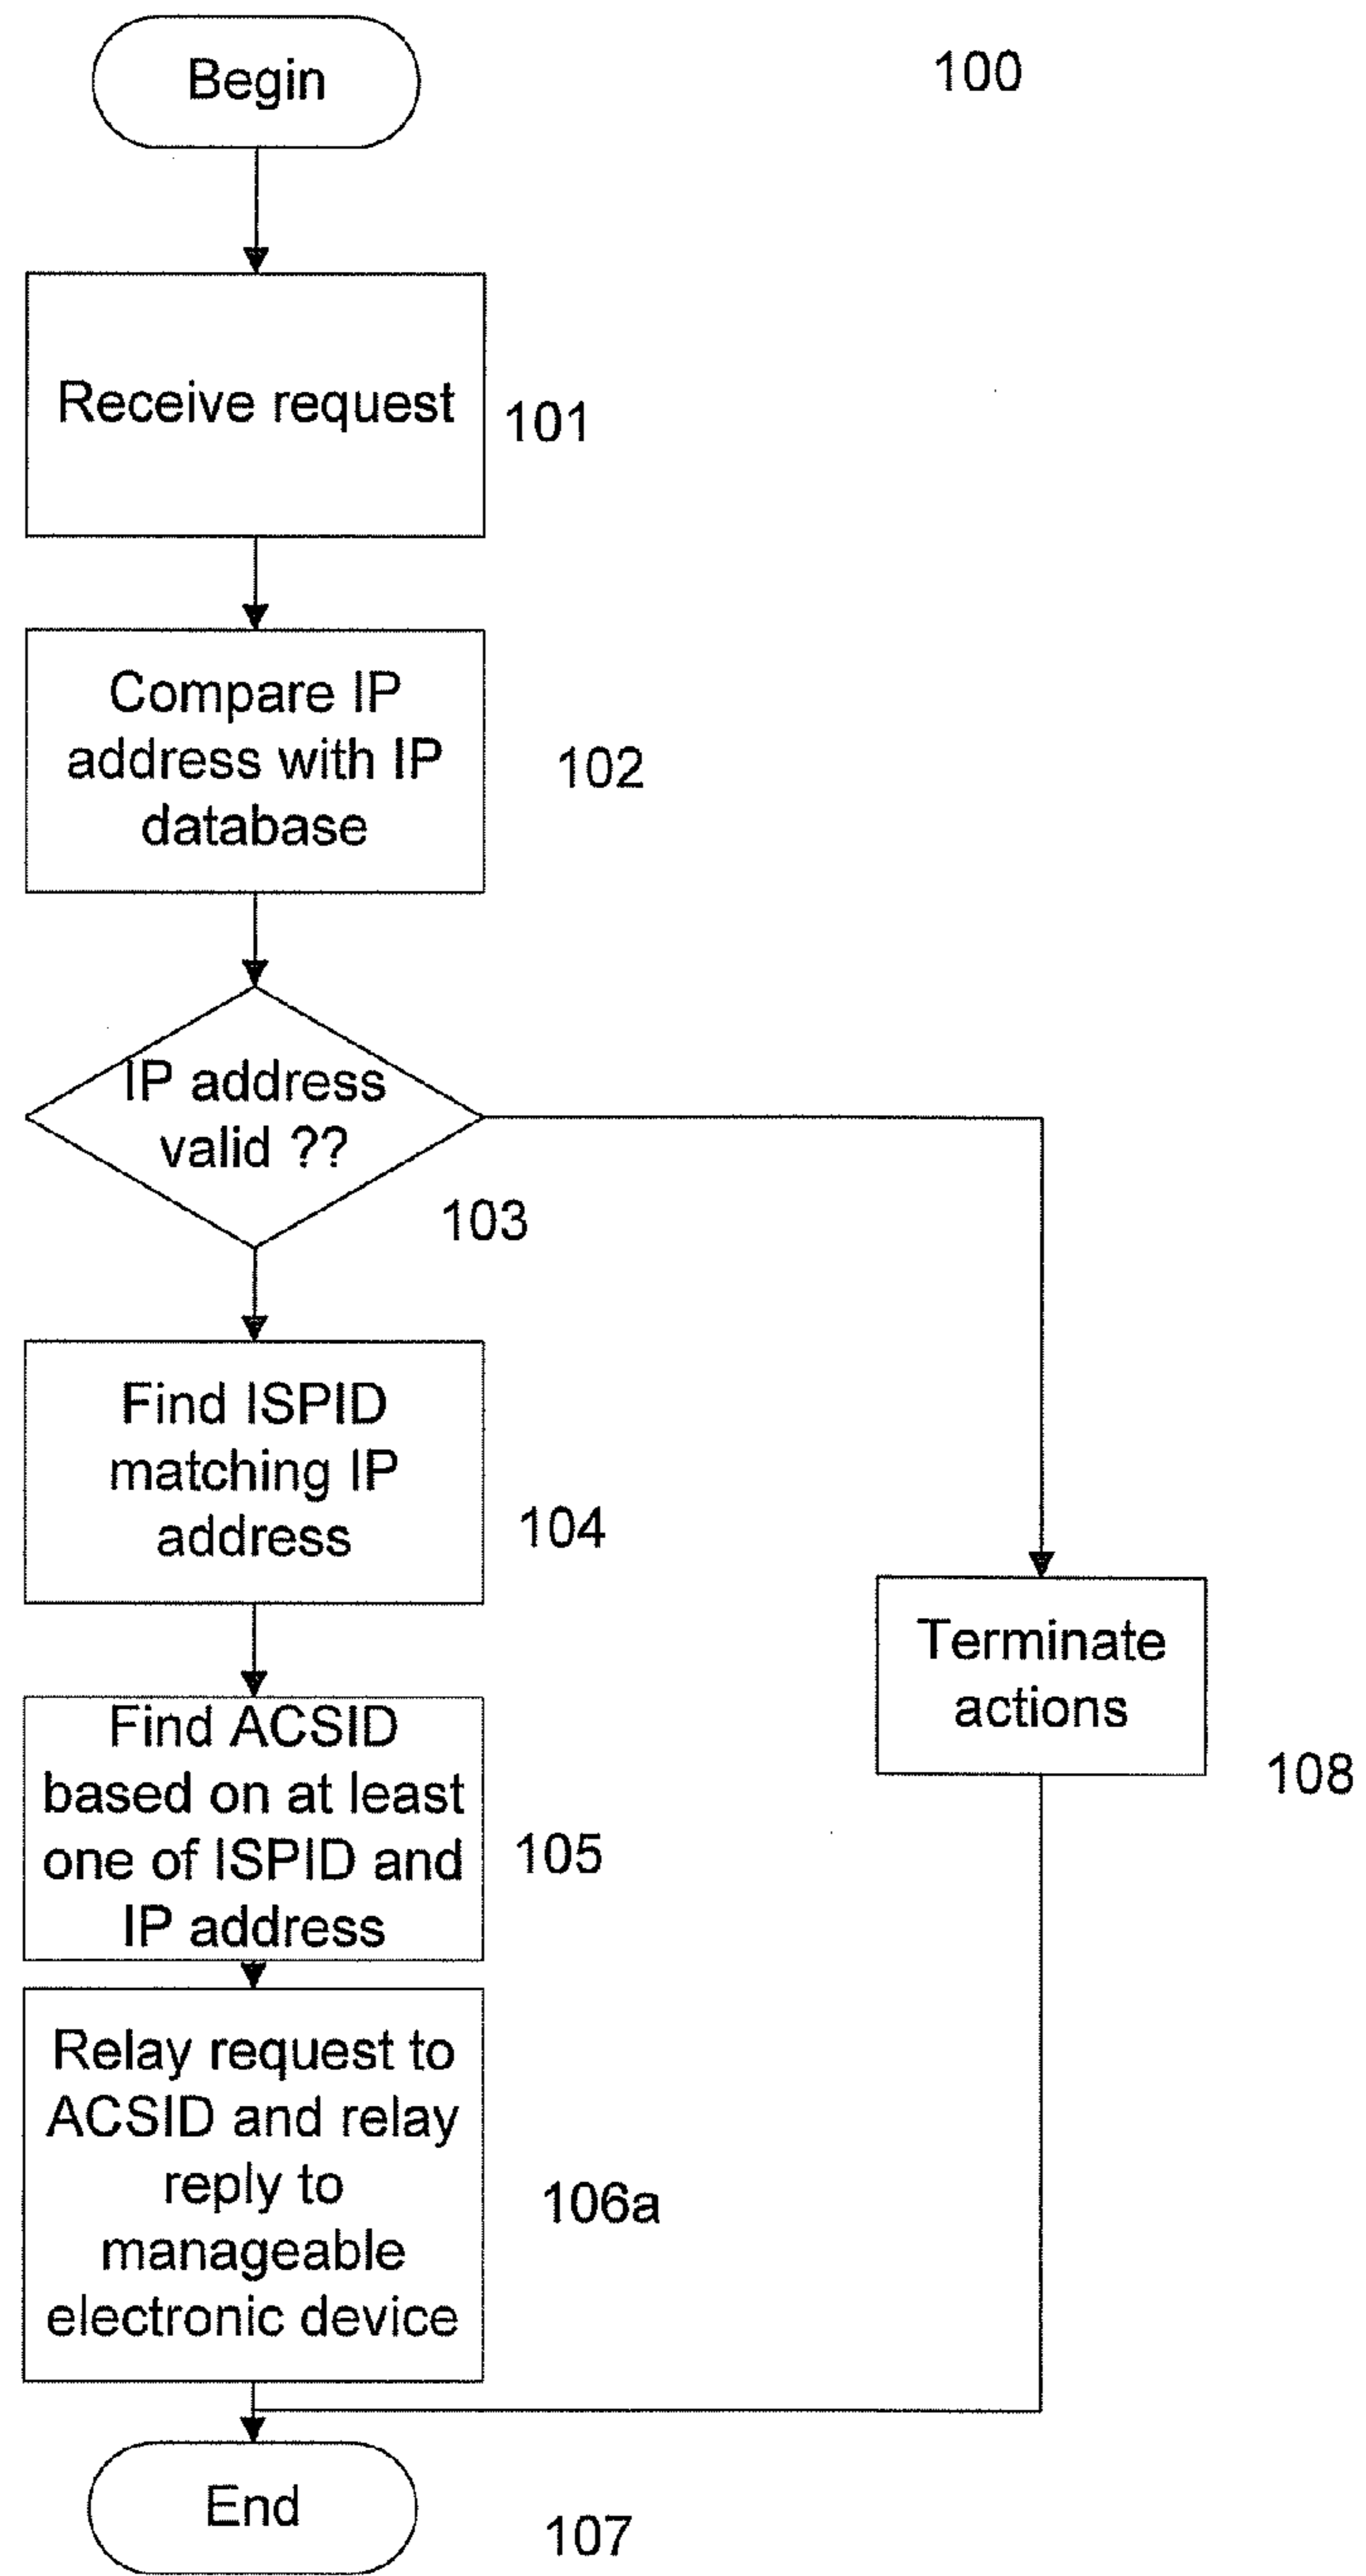 Begin
100
Receive request
101
Compare IP
address with IP
database
102
IP address
valid ??
103
Find ISPID
matching IP
address
104
Terminate
actions
108
Find ACSID
based on at least
one of ISPID and
IP address
105
Relay request to
ACSID and relay
reply to
manageable
electronic device
106a
End
107